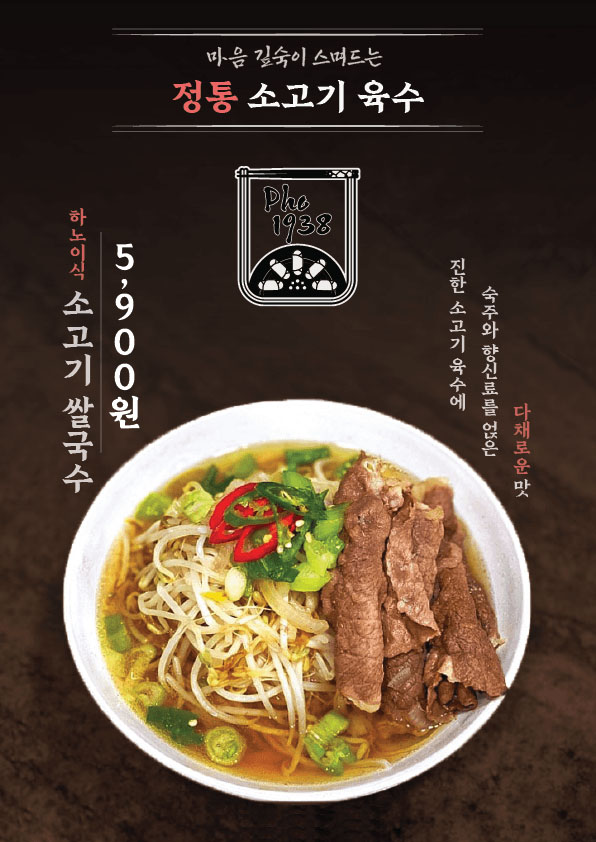 마음 깊숙이 스며드는
정통 소고기 육수
Pho
1938
하노이식 소고기 쌀국수
5,900원
진한 소고기 육수에
숙주와 향신료를 얹은
다채로운 맛